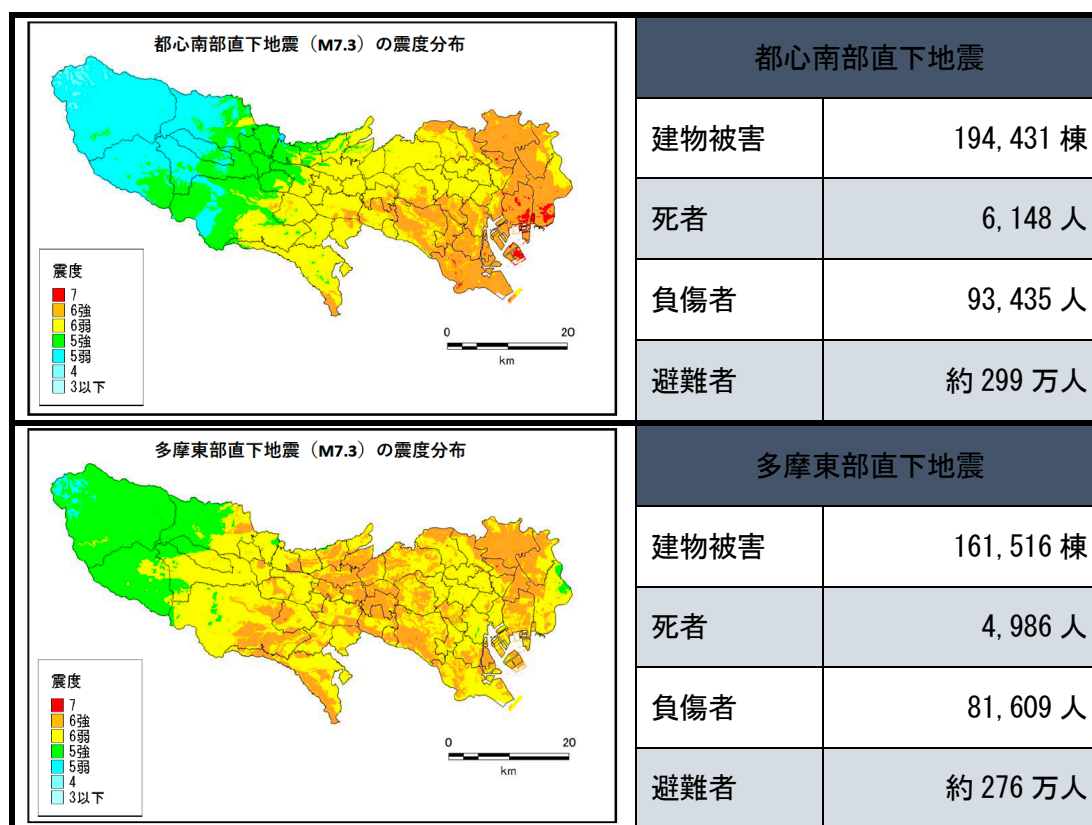 都心南部直下地震（M7.3）の震度分布
震度
7
6強
6弱
5強
5弱
4
3以下
0 20
km
都心南部直下地震
建物被害 194,431 棟
死者 6,148 人
負傷者 93,435 人
避難者 約 299 万人
多摩東部直下地震（M7.3）の震度分布
震度
7
6強
6弱
5強
5弱
4
3以下
0 20
km
多摩東部直下地震
建物被害 161,516 棟
死者 4,986 人
負傷者 81,609 人
避難者 約 276 万人